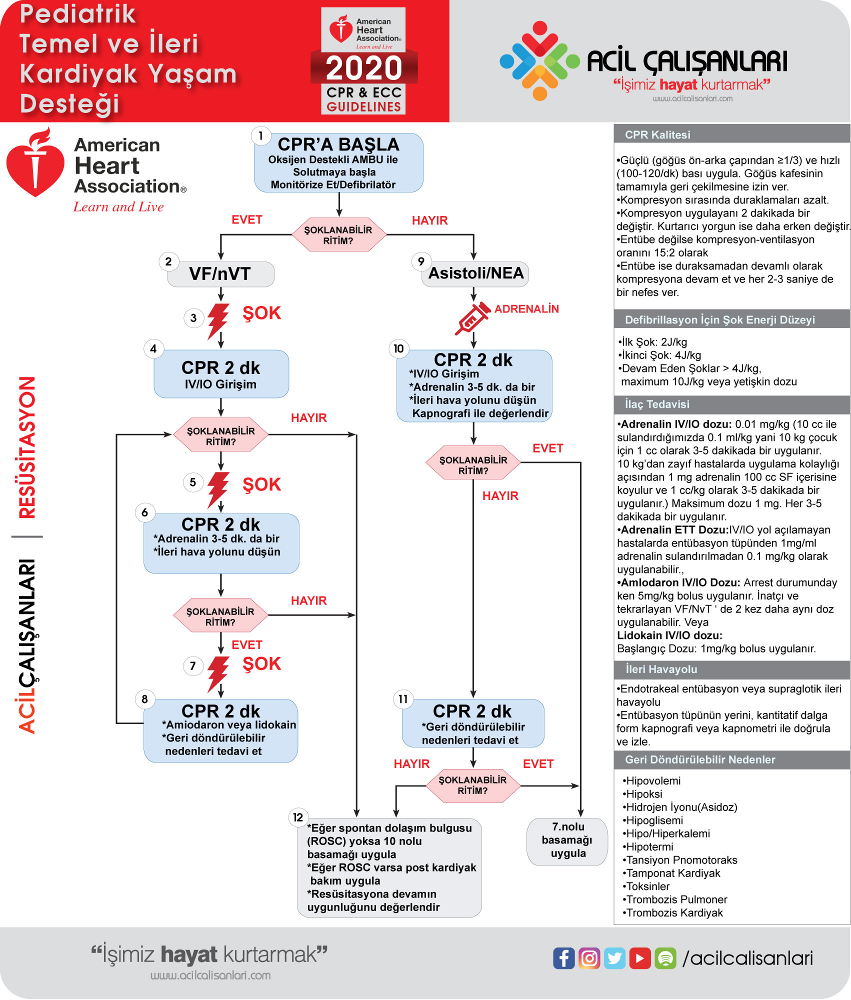 Pediatrik
Temel ve İleri
Kardiyak Yaşam
Desteği
American
Heart
Association®
Learn and Live
2020
CPR & ECC
GUIDELINES
ACİL ÇALIŞANLARI
“İşimiz hayat kurtarmak”
www.acilcalisanlari.com
American
Heart
Association®
Learn and Live
RESÜSİTASYON
ACİLÇALIŞANLARI
1
CPR’A BAŞLA
Oksijen Destekli AMBU ile
Solutmaya başla
Monitörize Et/Defibrilatör
EVET
HAYIR
ŞOKLANABİLİR
RİTİM?
2
VF/nVT
3
ŞOK
4
CPR 2 dk
IV/IO Girişim
HAYIR
ŞOKLANABİLİR
RİTİM?
5
ŞOK
6
CPR 2 dk
*Adrenalin 3-5 dk. da bir
*İleri hava yolunu düşün
HAYIR
ŞOKLANABİLİR
RİTİM?
EVET
7
ŞOK
8
CPR 2 dk
*Amiodaron veya lidokain
*Geri döndürülebilir
nedenleri tedavi et
9
Asistoli/NEA
ADRENALİN
10
CPR 2 dk
*IV/IO Girişim
*Adrenalin 3-5 dk. da bir
*İleri hava yolunu düşün
Kapnografi ile değerlendir
EVET
ŞOKLANABİLİR
RİTİM?
HAYIR
11
CPR 2 dk
*Geri döndürülebilir
nedenleri tedavi et
HAYIR
EVET
ŞOKLANABİLİR
RİTİM?
12
*Eğer spontan dolaşım bulgusu
(ROSC) yoksa 10 nolu
basamağı uygula
*Eğer ROSC varsa post kardiyak
bakım uygula
*Resüsitasyona devamın
uygunluğunu değerlendir
7.nolu
basamağı
uygula
CPR Kalitesi
•Güçlü (göğüs ön-arka çapından ≥1/3) ve hızlı
(100-120/dk) bası uygula. Göğüs kafesinin
tamamıyla geri çekilmesine izin ver.
•Kompresyon sırasında duraklamaları azalt.
•Kompresyon uygulayanı 2 dakikada bir
değiştir. Kurtarıcı yorgun ise daha erken değiştir.
•Entübe değilse kompresyon-ventilasyon
oranını 15:2 olarak
•Entübe ise duraksamadan devamlı olarak
kompresyona devam et ve her 2-3 saniye de
bir nefes ver.
Defibrillasyon İçin Şok Enerji Düzeyi
•İlk Şok: 2J/kg
•İkinci Şok: 4J/kg
•Devam Eden Şoklar > 4J/kg,
maximum 10J/kg veya yetişkin dozu
İlaç Tedavisi
•Adrenalin IV/IO dozu: 0.01 mg/kg (10 cc ile
sulandırdığımızda 0.1 ml/kg yani 10 kg çocuk
için 1 cc olarak 3-5 dakikada bir uygulanır.
10 kg’dan zayıf hastalarda uygulama kolaylığı
açısından 1 mg adrenalin 100 cc SF içerisine
koyulur ve 1 cc/kg olarak 3-5 dakikada bir
uygulanır.) Maksimum dozu 1 mg. Her 3-5
dakikada bir uygulanır.
•Adrenalin ETT Dozu:IV/IO yol açılamayan
hastalarda entübasyon tüpünden 1mg/ml
adrenalin sulandırılmadan 0.1 mg/kg olarak
uygulanabilir.,
•Amlodaron IV/IO Dozu: Arrest durumunday
ken 5mg/kg bolus uygulanır. İnatçı ve
tekrarlayan VF/NvT ‘ de 2 kez daha aynı doz
uygulanabilir. Veya
Lidokain IV/IO dozu:
Başlangıç Dozu: 1mg/kg bolus uygulanır.
İleri Havayolu
•Endotrakeal entübasyon veya supraglotik ileri
havayolu
•Entübasyon tüpünün yerini, kantitatif dalga
form kapnografi veya kapnometri ile doğrula
ve izle.
Geri Döndürülebilir Nedenler
•Hipovolemi
•Hipoksi
•Hidrojen İyonu(Asidoz)
•Hipoglisemi
•Hipo/Hiperkalemi
•Hipotermi
•Tansiyon Pnomotoraks
•Tamponat Kardiyak
•Toksinler
•Trombozis Pulmoner
•Trombozis Kardiyak
“İşimiz hayat kurtarmak”
www.acilcalisanlari.com
/acilcalisanlari